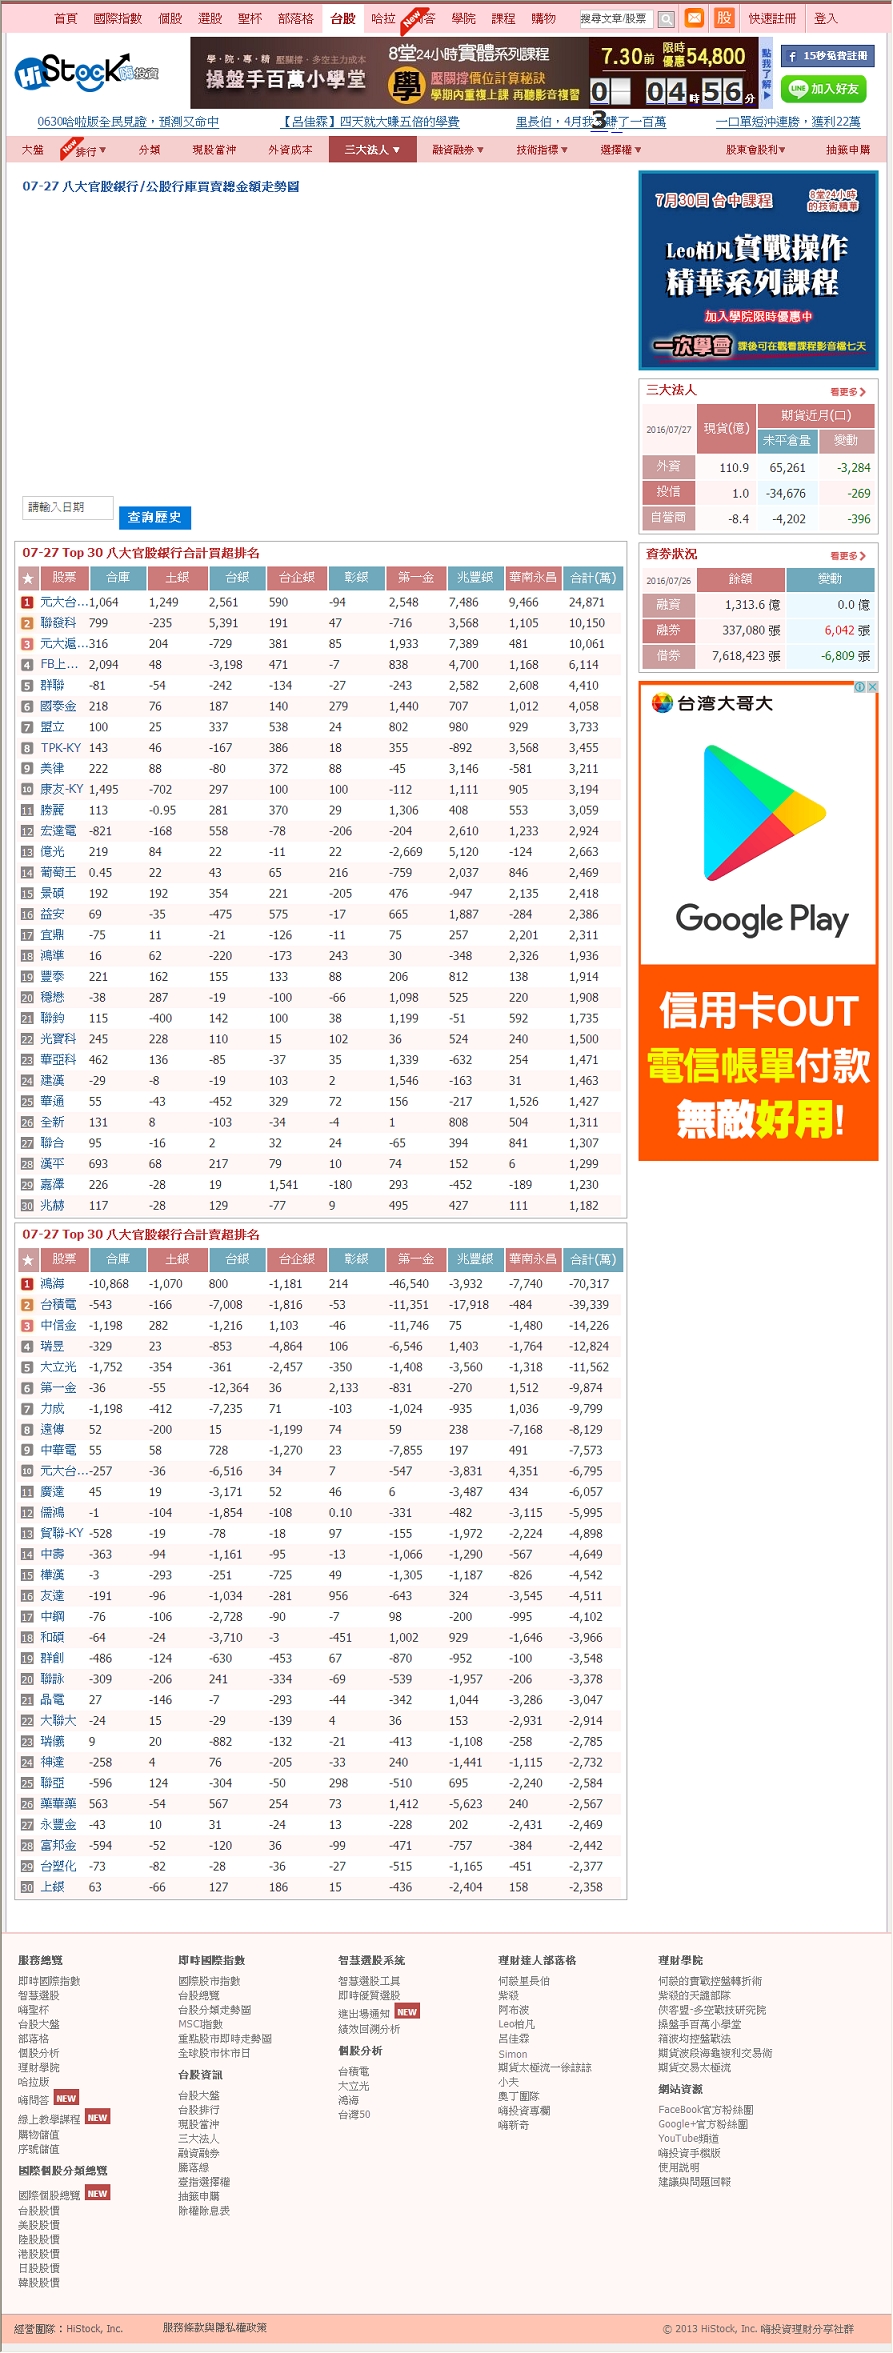 首頁 國際指數 個股 選股 聖杯 部落格 台股 哈拉 New 問答 學院 課程 購物 搜尋文章/股票 股 快速註冊 登入
HiStock 嗨投資
學・院・專・精 壓關撐・多空主力成本
操盤手百萬小學堂
8堂24小時實體系列課程
學 壓關撐價位計算秘訣
學期內重複上課 再聽影音複習
7.30前 限時優惠 54,800
03 04時56分
點我了解▶
f 15秒免費註冊
LINE 加入好友
0630哈啦版全民見證，預測又命中 【呂佳霖】四天就大賺五倍的學費 一口單短沖連勝，獲利22萬
大盤 New 排行▼ 分類 現股當沖 外資成本 三大法人▼ 融資融券▼ 技術指標▼ 選擇權▼ 股東會股利▼ 抽籤申購
07-27 八大官股銀行/公股行庫買賣總金額走勢圖
請輸入日期 查詢歷史
07-27 Top 30 八大官股銀行合計買超排名
★ 股票 合庫 土銀 台銀 台企銀 彰銀 第一金 兆豐銀 華南永昌 合計(萬)
1 元大台... 1,064 1,249 2,561 590 -94 2,548 7,486 9,466 24,871
2 聯發科 799 -235 5,391 191 47 -716 3,568 1,105 10,150
3 元大滬... 316 204 -729 381 85 1,933 7,389 481 10,061
4 FB上... 2,094 48 -3,198 471 -7 838 4,700 1,168 6,114
5 群聯 -81 -54 -242 -134 -27 -243 2,582 2,608 4,410
6 國泰金 218 76 187 140 279 1,440 707 1,012 4,058
7 盟立 100 25 337 538 24 802 980 929 3,733
8 TPK-KY 143 46 -167 386 18 355 -892 3,568 3,455
9 美律 222 88 -80 372 88 -45 3,146 -581 3,211
10 康友-KY 1,495 -702 297 100 100 -112 1,111 905 3,194
11 勝麗 113 -0.95 281 370 29 1,306 408 553 3,059
12 宏達電 -821 -168 558 -78 -206 -204 2,610 1,233 2,924
13 億光 219 84 22 -11 22 -2,669 5,120 -124 2,663
14 葡萄王 0.45 22 43 65 216 -759 2,037 846 2,469
15 景碩 192 192 354 221 -205 476 -947 2,135 2,418
16 益安 69 -35 -475 575 -17 665 1,887 -284 2,386
17 宜鼎 -75 11 -21 -126 -11 75 257 2,201 2,311
18 鴻準 16 62 -220 -173 243 30 -348 2,326 1,936
19 豐泰 221 162 155 133 88 206 812 138 1,914
20 穩懋 -38 287 -19 -100 -66 1,098 525 220 1,908
21 聯鈞 115 -400 142 100 38 1,199 -51 592 1,735
22 光寶科 245 228 110 15 102 36 524 240 1,500
23 華亞科 462 136 -85 -37 35 1,339 -632 254 1,471
24 建漢 -29 -8 -19 103 2 1,546 -163 31 1,463
25 華通 55 -43 -452 329 72 156 -217 1,526 1,427
26 全新 131 8 -103 -34 -4 1 808 504 1,311
27 聯合 95 -16 2 32 24 -65 394 841 1,307
28 漢平 693 68 217 79 10 74 152 6 1,299
29 嘉澤 226 -28 19 1,541 -180 293 -452 -189 1,230
30 兆赫 117 -28 129 -77 9 495 427 111 1,182
07-27 Top 30 八大官股銀行合計賣超排名
★ 股票 合庫 土銀 台銀 台企銀 彰銀 第一金 兆豐銀 華南永昌 合計(萬)
1 鴻海 -10,868 -1,070 800 -1,181 214 -46,540 -3,932 -7,740 -70,317
2 台積電 -543 -166 -7,008 -1,816 -53 -11,351 -17,918 -484 -39,339
3 中信金 -1,198 282 -1,216 1,103 -46 -11,746 75 -1,480 -14,226
4 瑞昱 -329 23 -853 -4,864 106 -6,546 1,403 -1,764 -12,824
5 大立光 -1,752 -354 -361 -2,457 -350 -1,408 -3,560 -1,318 -11,562
6 第一金 -36 -55 -12,364 36 2,133 -831 -270 1,512 -9,874
7 力成 -1,198 -412 -7,235 71 -103 -1,024 -935 1,036 -9,799
8 遠傳 52 -200 15 -1,199 74 59 238 -7,168 -8,129
9 中華電 55 58 728 -1,270 23 -7,855 197 491 -7,573
10 元大台... -257 -36 -6,516 34 7 -547 -3,831 4,351 -6,795
11 廣達 45 19 -3,171 52 46 6 -3,487 434 -6,057
12 儒鴻 -1 -104 -1,854 -108 0.10 -331 -482 -3,115 -5,995
13 貿聯-KY -528 -19 -78 -18 97 -155 -1,972 -2,224 -4,898
14 中壽 -363 -94 -1,161 -95 -13 -1,066 -1,290 -567 -4,649
15 樺漢 -3 -293 -251 -725 49 -1,305 -1,187 -826 -4,542
16 友達 -191 -96 -1,034 -281 956 -643 324 -3,545 -4,511
17 中鋼 -76 -106 -2,728 -90 -7 98 -200 -995 -4,102
18 和碩 -64 -24 -3,710 -3 -451 1,002 929 -1,646 -3,966
19 群創 -486 -124 -630 -453 67 -870 -952 -100 -3,548
20 聯詠 -309 -206 241 -334 -69 -539 -1,957 -206 -3,378
21 晶電 27 -146 -7 -293 -44 -342 1,044 -3,286 -3,047
22 大聯大 -24 15 -29 -139 4 36 153 -2,931 -2,914
23 瑞儀 9 20 -882 -132 -21 -413 -1,108 -258 -2,785
24 神達 -258 4 76 -205 -33 240 -1,441 -1,115 -2,732
25 聯亞 -596 124 -304 -50 298 -510 695 -2,240 -2,584
26 藥華藥 563 -54 567 254 73 1,412 -5,623 240 -2,567
27 永豐金 -43 10 31 -24 13 -228 202 -2,431 -2,469
28 富邦金 -594 -52 -120 36 -99 -471 -757 -384 -2,442
29 台塑化 -73 -82 -28 -36 -27 -515 -1,165 -451 -2,377
30 上銀 63 -66 127 186 15 -436 -2,404 158 -2,358
7月30日 台中課程 8堂24小時的技術精華
Leo柏凡 實戰操作
精華系列課程
加入學院限時優惠中
一次學會 課後可在觀看課程影音檔七天
三大法人 看更多
2016/07/27 現貨(億) 期貨近月(口)
未平倉量 變動
外資 110.9 65,261 -3,284
投信 1.0 -34,676 -269
自營商 -8.4 -4,202 -396
資券狀況 看更多
2016/07/26 餘額 變動
融資 1,313.6 億 0.0 億
融券 337,080 張 6,042 張
借券 7,618,423 張 -6,809 張
台湾大哥大
Google Play
信用卡OUT
電信帳單付款
無敵好用!
服務總覽
即時國際指數
智慧選股
嗨聖杯
台股大盤
部落格
個股分析
理財學院
哈拉版
嗨問答 NEW
線上教學課程 NEW
購物儲值
序號儲值
國際個股分類總覽
國際個股總覽 NEW
台股股價
美股股價
陸股股價
港股股價
日股股價
韓股股價
即時國際指數
國際股市指數
台股總覽
台股分類走勢圖
MSCI指數
重點股市即時走勢圖
全球股市休市日
台股資訊
台股大盤
台股排行
現股當沖
三大法人
融資融券
騰落線
臺指選擇權
抽籤申購
除權除息表
智慧選股系統
智慧選股工具
即時優質選股
進出場通知 NEW
績效回溯分析
個股分析
台積電
大立光
鴻海
台灣50
理財達人部落格
何毅里長伯
紫殺
阿布波
Leo柏凡
呂佳霖
Simon
期貨太極流一徐諒諒
小夫
奧丁團隊
嗨投資專欄
嗨新奇
理財學院
何毅的實戰控盤轉折術
紫殺的天讖部隊
俠客盟-多空戰技研究院
操盤手百萬小學堂
箱波均控盤戰法
期貨波段海龜複利交易術
期貨交易太極流
網站資源
FaceBook官方粉絲團
Google+官方粉絲團
YouTube頻道
嗨投資手機版
使用說明
建議與問題回報
經營團隊：HiStock, Inc. 服務條款與隱私權政策 © 2013 HiStock, Inc. 嗨投資理財分享社群